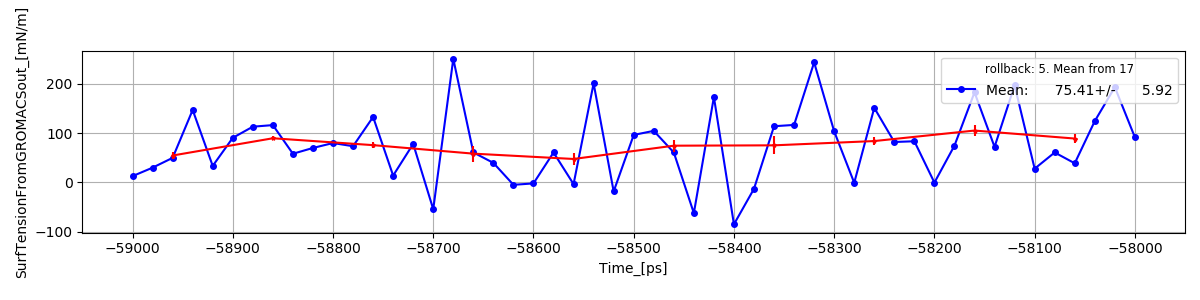 SurfTensionFromGROMACSout_[mN/m]
200
100
0
−100
rollback: 5. Mean from 17
Mean: 75.41+/- 5.92
−59000 −58900 −58800 −58700 −58600 −58500 −58400 −58300 −58200 −58100 −58000
Time_[ps]